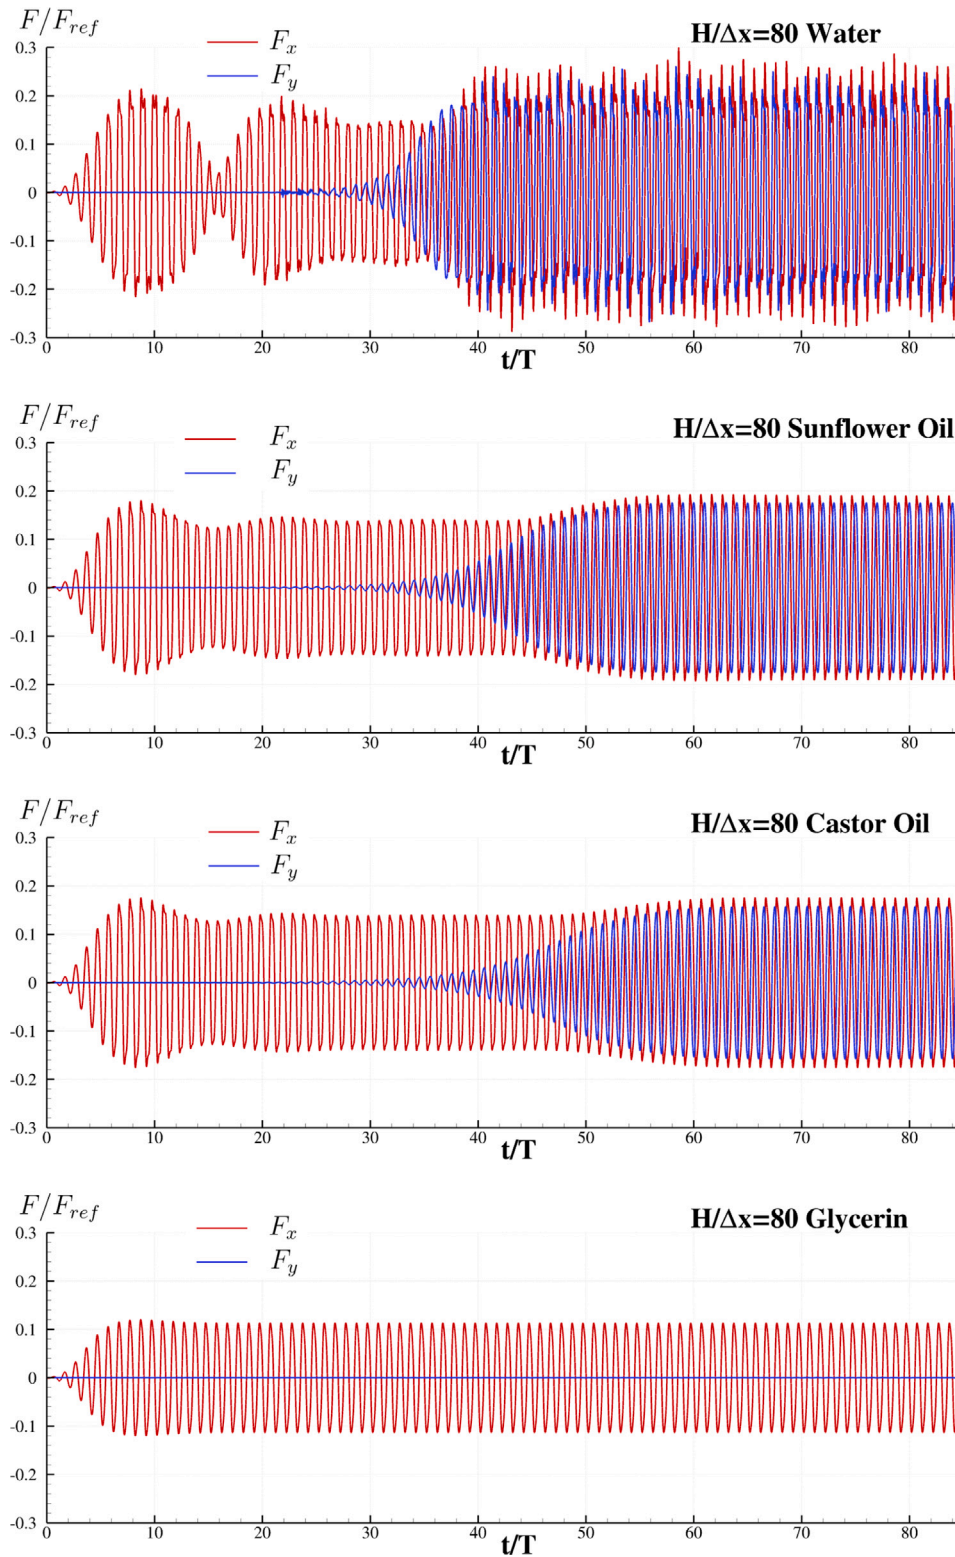 F/F_ref
H/Δx=80 Water
F_x
F_y
0.3
0.2
0.1
0
-0.1
-0.2
-0.3
0 10 20 30 40 50 60 70 80
t/T
F/F_ref
H/Δx=80 Sunflower Oil
F_x
F_y
0.3
0.2
0.1
0
-0.1
-0.2
-0.3
0 10 20 30 40 50 60 70 80
t/T
F/F_ref
H/Δx=80 Castor Oil
F_x
F_y
0.3
0.2
0.1
0
-0.1
-0.2
-0.3
0 10 20 30 40 50 60 70 80
t/T
F/F_ref
H/Δx=80 Glycerin
F_x
F_y
0.3
0.2
0.1
0
-0.1
-0.2
-0.3
0 10 20 30 40 50 60 70 80
t/T